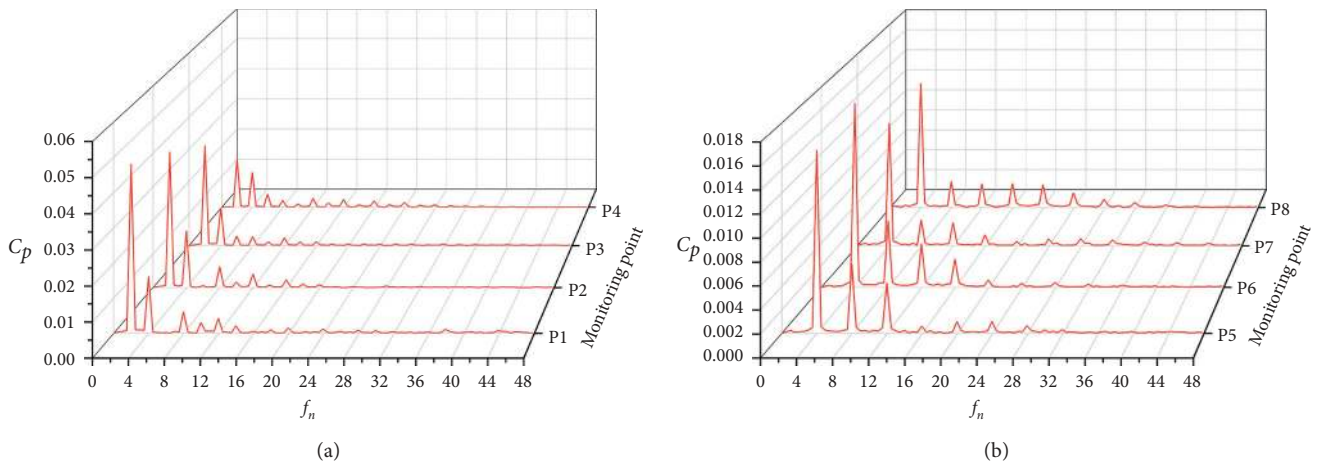 0.06
0.05
0.04
0.03
0.02
0.01
0.00
Cp
0 4 8 12 16 20 24 28 32 36 40 44 48
fn
P4
P3
P2
P1
Monitoring point
(a)
0.018
0.016
0.014
0.012
0.010
0.008
0.006
0.004
0.002
0.000
Cp
0 4 8 12 16 20 24 28 32 36 40 44 48
fn
P8
P7
P6
P5
Monitoring point
(b)